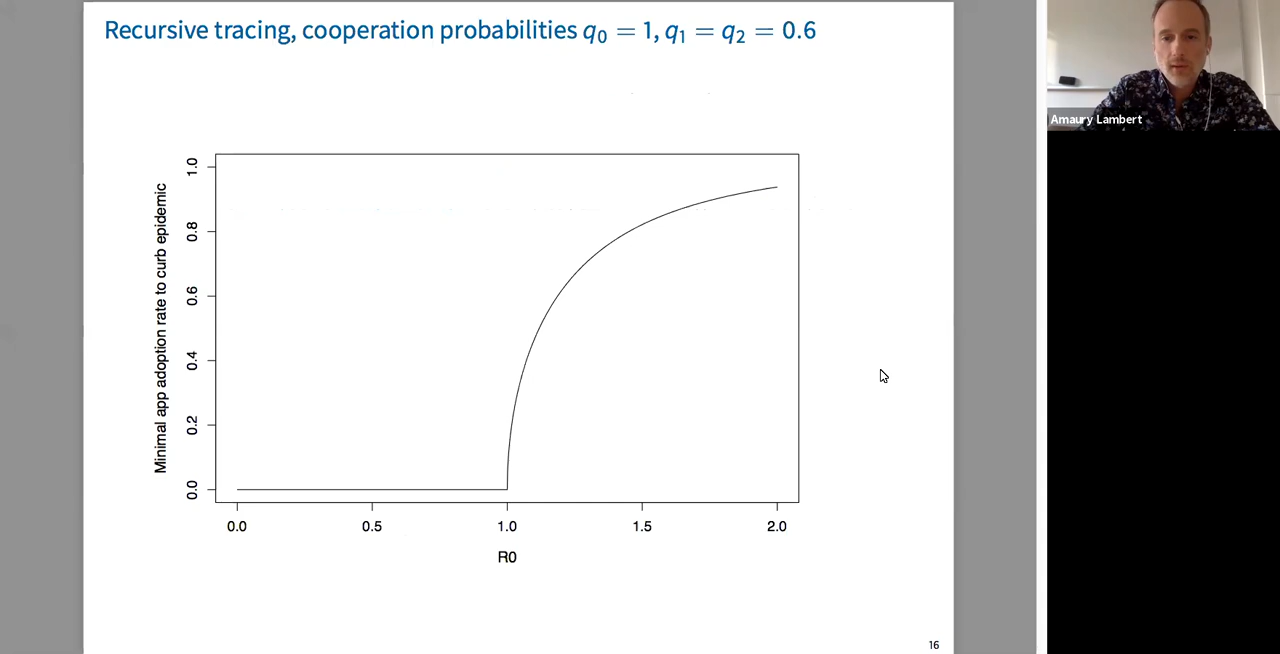 Recursive tracing, cooperation probabilities q₀ = 1, q₁ = q₂ = 0.6
Amaury Lambert
Minimal app adoption rate to curb epidemic
1.0
0.8
0.6
0.4
0.2
0.0
0.0 0.5 1.0 1.5 2.0
R0
16